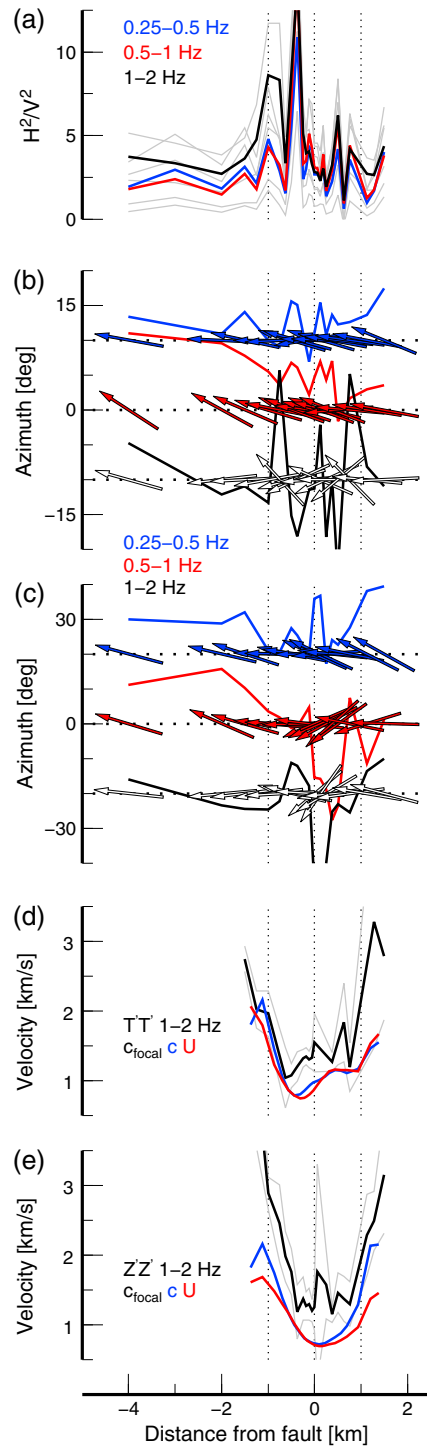 (a)
0.25−0.5 Hz
0.5−1 Hz
1−2 Hz
H²/V²
10
5
0
(b)
Azimuth [deg]
15
0
−15
0.25−0.5 Hz
0.5−1 Hz
1−2 Hz
(c)
Azimuth [deg]
30
0
−30
(d)
Velocity [km/s]
3
2
1
T'T' 1−2 Hz
c_focal c U
(e)
Velocity [km/s]
3
2
1
Z'Z' 1−2 Hz
c_focal c U
−4 −2 0 2
Distance from fault [km]